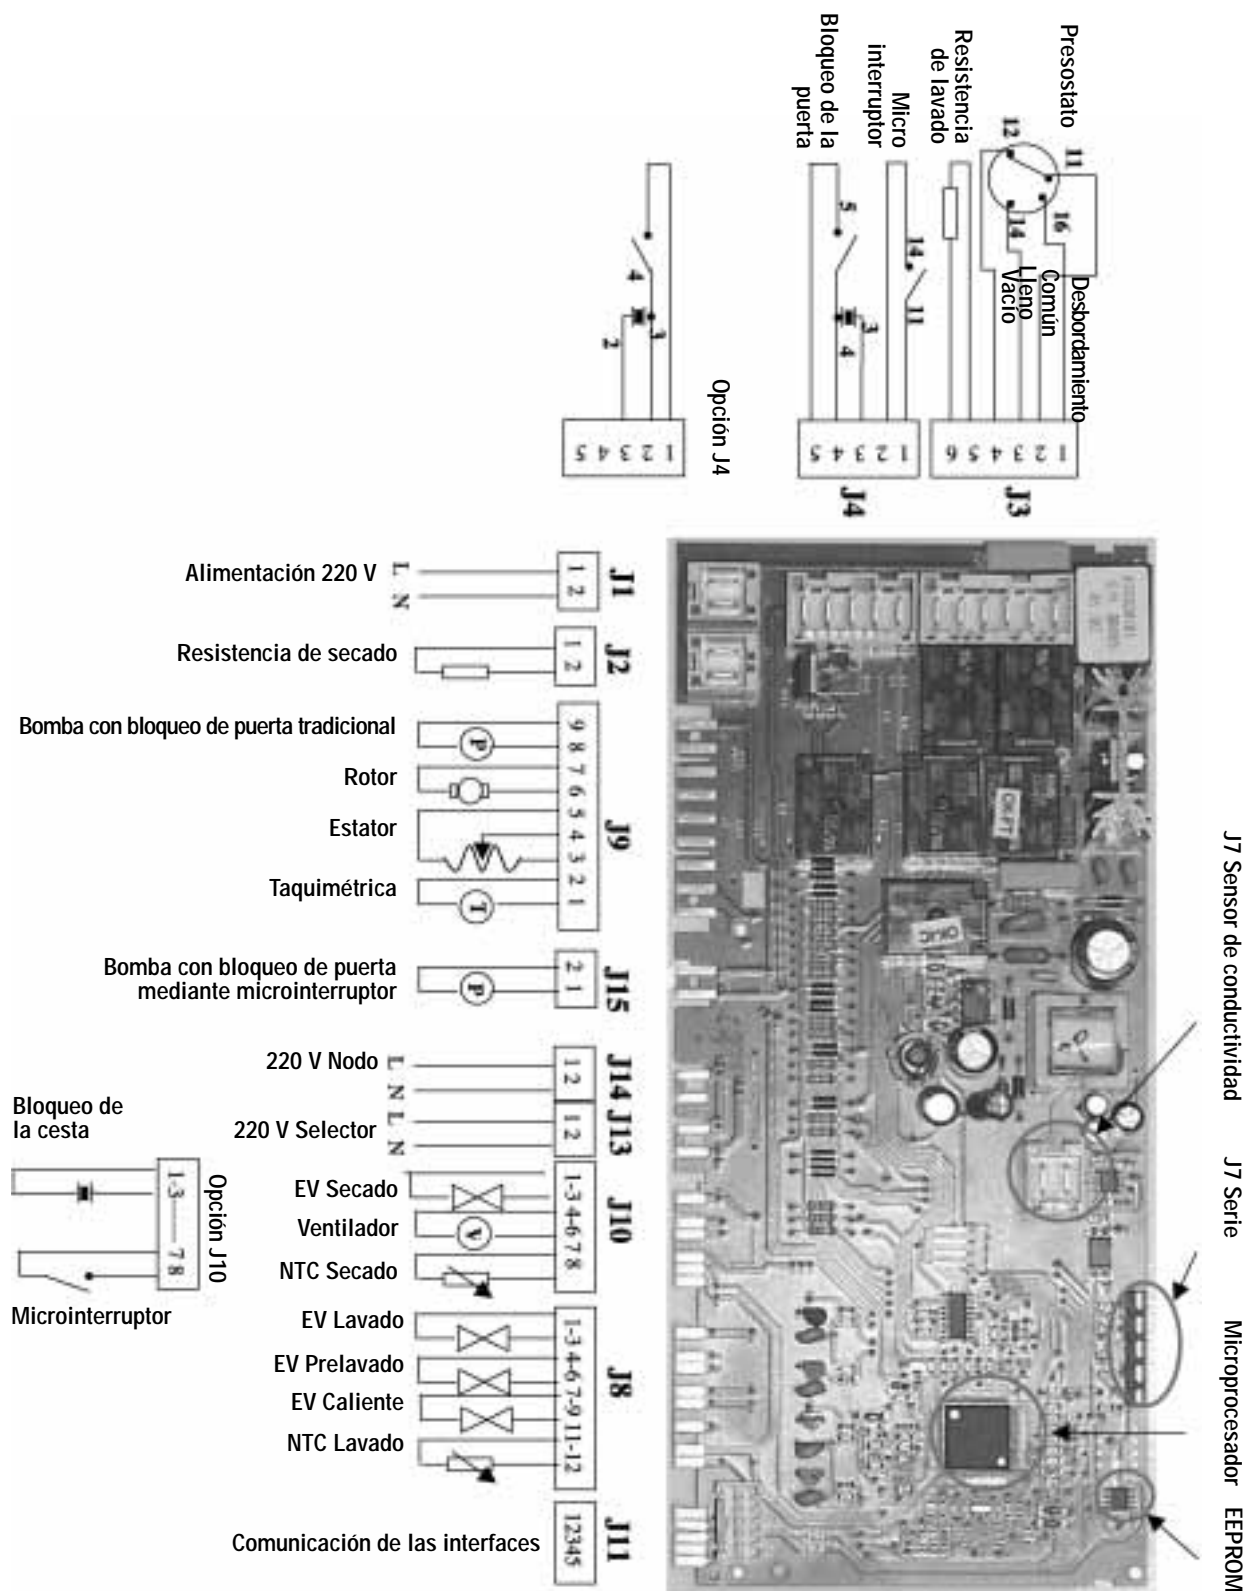 Presostato
Resistencia
de lavado
Micro
interruptor
Bloqueo de la
puerta
12
11
16
14
Desbordamiento
Común
Lleno
Vacío
5
14
11
3
4
4
3
2
Opción J4
1 2 3 4 5
1 2 3 4 5
J4
1 2 3 4 5 6
J3
Alimentación 220 V
L
N
1 2
J1
Resistencia de secado
1 2
J2
Bomba con bloqueo de puerta tradicional
P
Rotor
Estator
Taquimétrica
T
9 8 7 6 5 4 3 2 1
J9
Bomba con bloqueo de puerta
mediante microinterruptor
P
2 1
J15
220 V Nodo
L
N
1 2
J14
220 V Selector
L
N
1 2
J13
EV Secado
Ventilador
V
NTC Secado
1-3 4-6 7 8
J10
Bloqueo de
la cesta
1-3 7 8
Opción J10
Microinterruptor
EV Lavado
EV Prelavado
EV Caliente
NTC Lavado
1-3 4-6 7-9 11-12
J8
Comunicación de las interfaces
12345
J11
J7 Sensor de conductividad
J7 Serie
Microprocesador
EEPROM